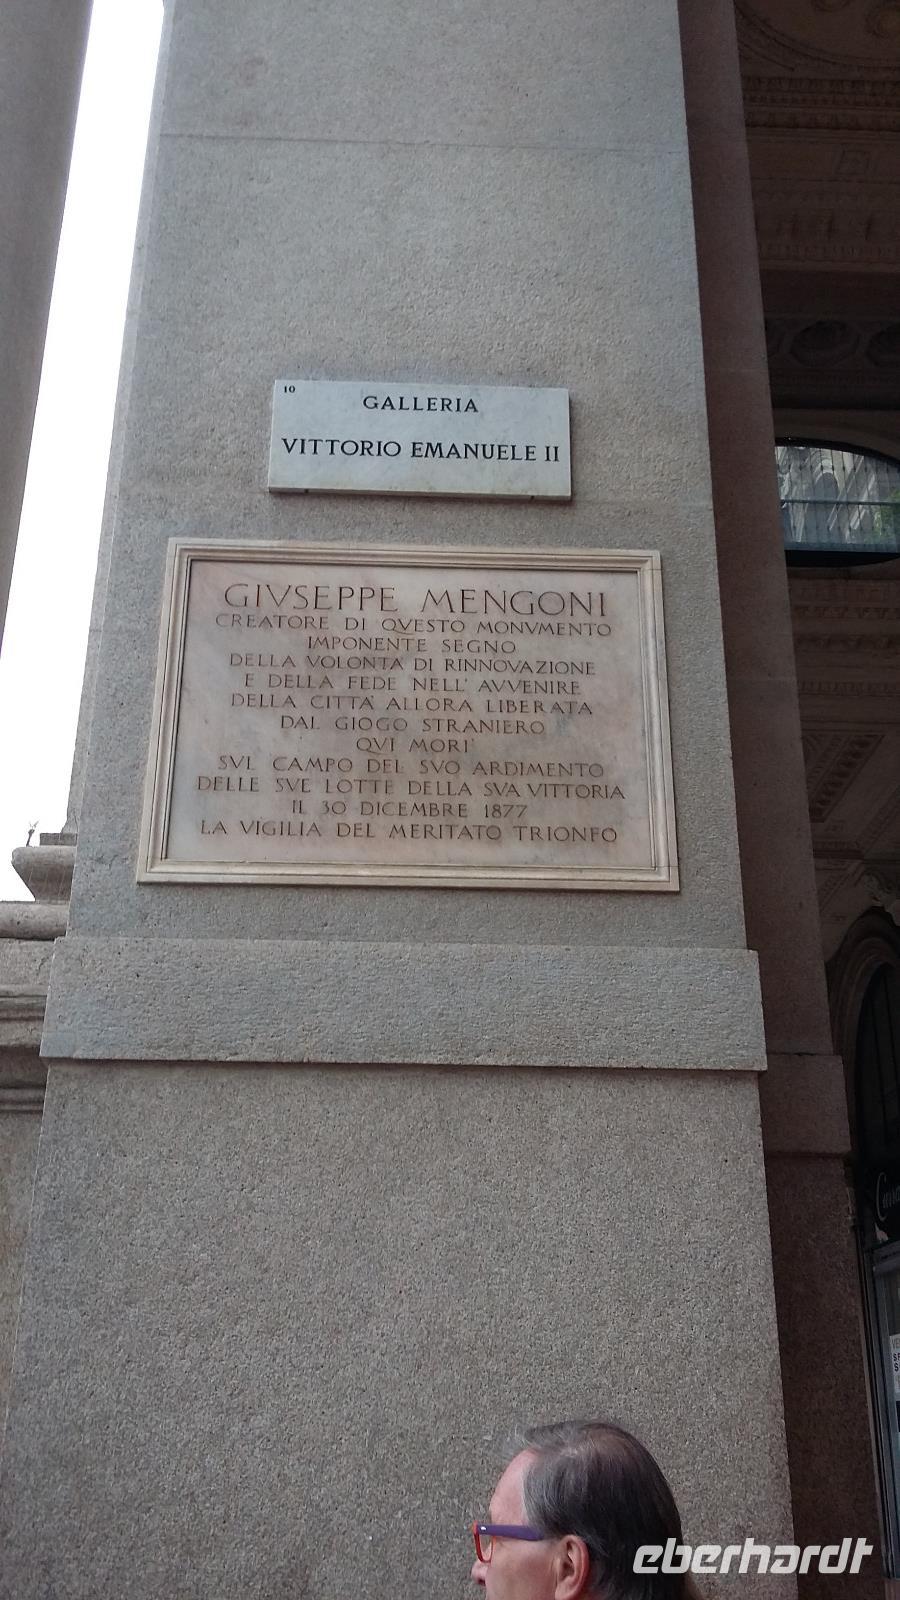 10
GALLERIA
VITTORIO EMANUELE II
GIVSEPPE MENGONI
CREATORE DI QVESTO MONVMENTO
IMPONENTE SEGNO
DELLA VOLONTA' DI RINNOVAZIONE
E DELLA FEDE NELL' AVVENIRE
DELLA CITTA' ALLORA LIBERATA
DAL GIOGO STRANIERO
QVI MORI'
SVL CAMPO DEL SVO ARDIMENTO
DELLE SVE LOTTE DELLA SVA VITTORIA
IL 30 DICEMBRE 1877
LA VIGILIA DEL MERITATO TRIONFO
eberhardt